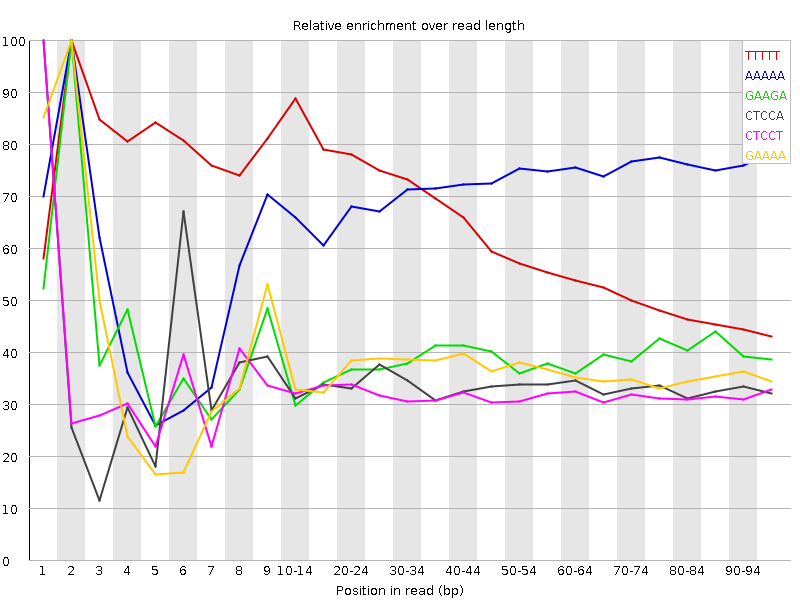 Relative enrichment over read length
100
90
80
70
60
50
40
30
20
10
0
TTTTT
AAAAA
GAAGA
CTCCA
CTCCT
GAAAA
1 2 3 4 5 6 7 8 9 10-14 20-24 30-34 40-44 50-54 60-64 70-74 80-84 90-94
Position in read (bp)